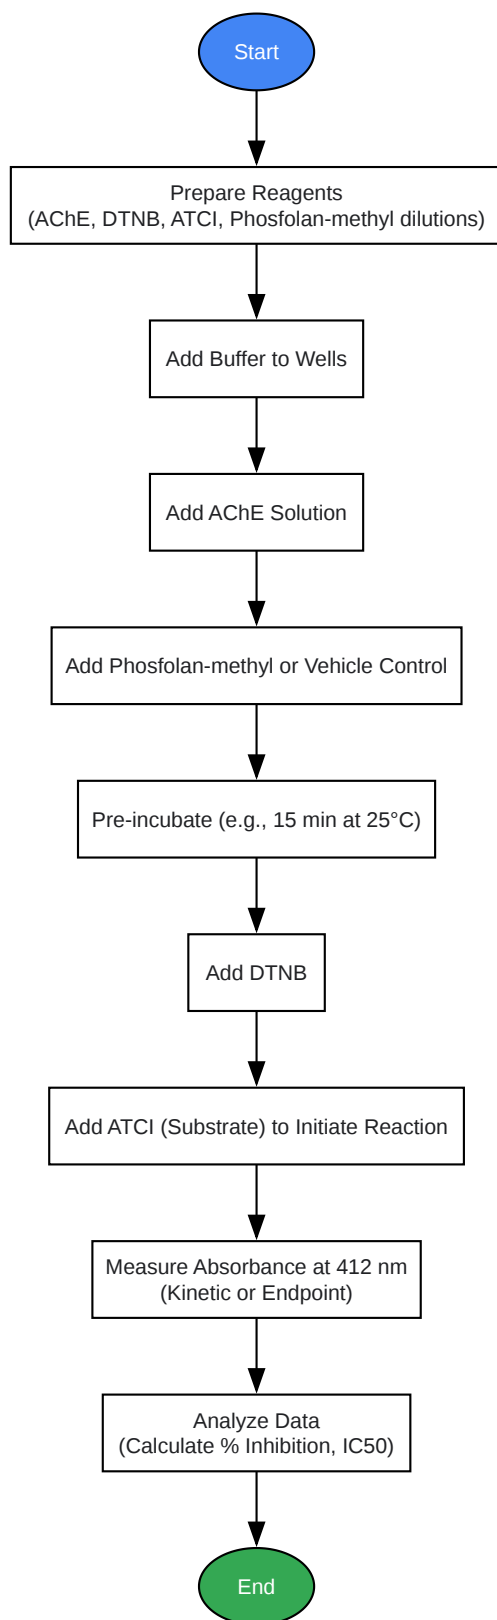 Start
Prepare Reagents
(AChE, DTNB, ATCI, Phosfolan-methyl dilutions)
Add Buffer to Wells
Add AChE Solution
Add Phosfolan-methyl or Vehicle Control
Pre-incubate (e.g., 15 min at 25°C)
Add DTNB
Add ATCI (Substrate) to Initiate Reaction
Measure Absorbance at 412 nm
(Kinetic or Endpoint)
Analyze Data
(Calculate % Inhibition, IC50)
End